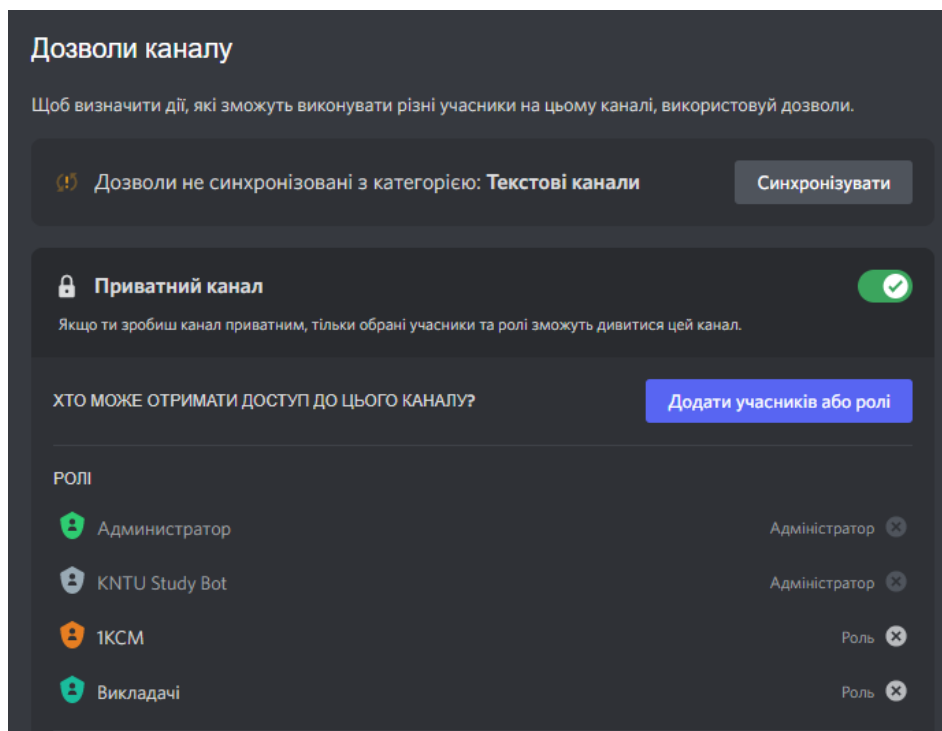 Дозволи каналу
Щоб визначити дії, які зможуть виконувати різні учасники на цьому каналі, використовуй дозволи.
Дозволи не синхронізовані з категорією: Текстові канали
Синхронізувати
Приватний канал
Якщо ти зробиш канал приватним, тільки обрані учасники та ролі зможуть дивитися цей канал.
ХТО МОЖЕ ОТРИМАТИ ДОСТУП ДО ЦЬОГО КАНАЛУ?
Додати учасників або ролі
РОЛІ
Администратор
Адміністратор
KNTU Study Bot
Адміністратор
1КСМ
Роль
Викладачі
Роль